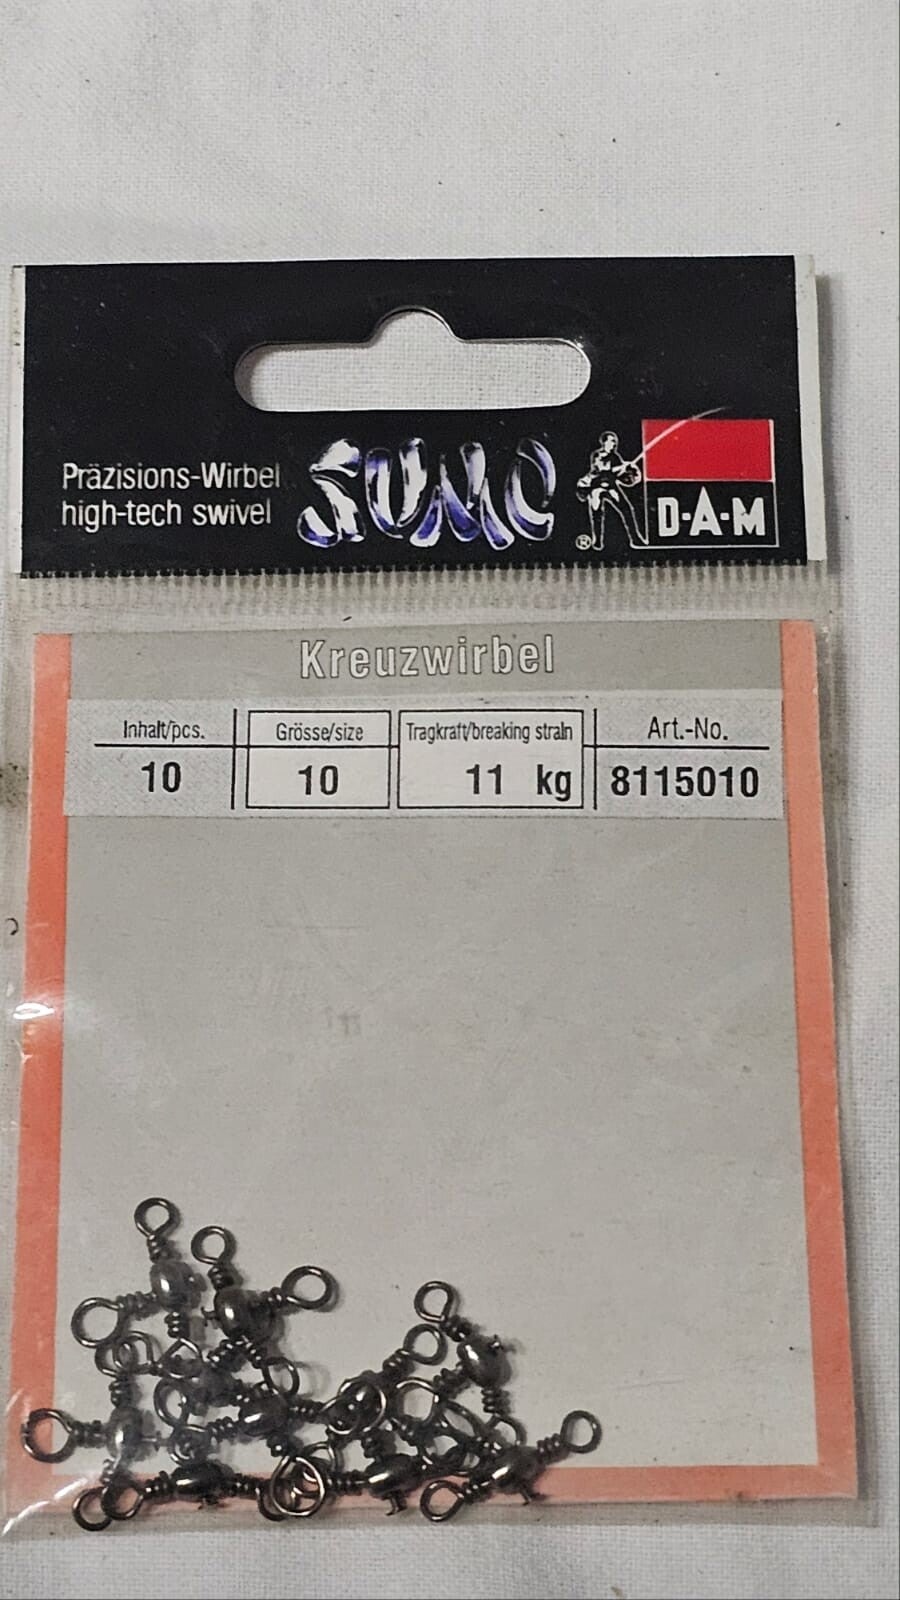 Präzisions-Wirbel
high-tech swivel
SUMO
®
D·A·M
Kreuzwirbel
Inhalt/pcs. Grösse/size Tragkraft/breaking strain Art.-No.
10 10 11 kg 8115010